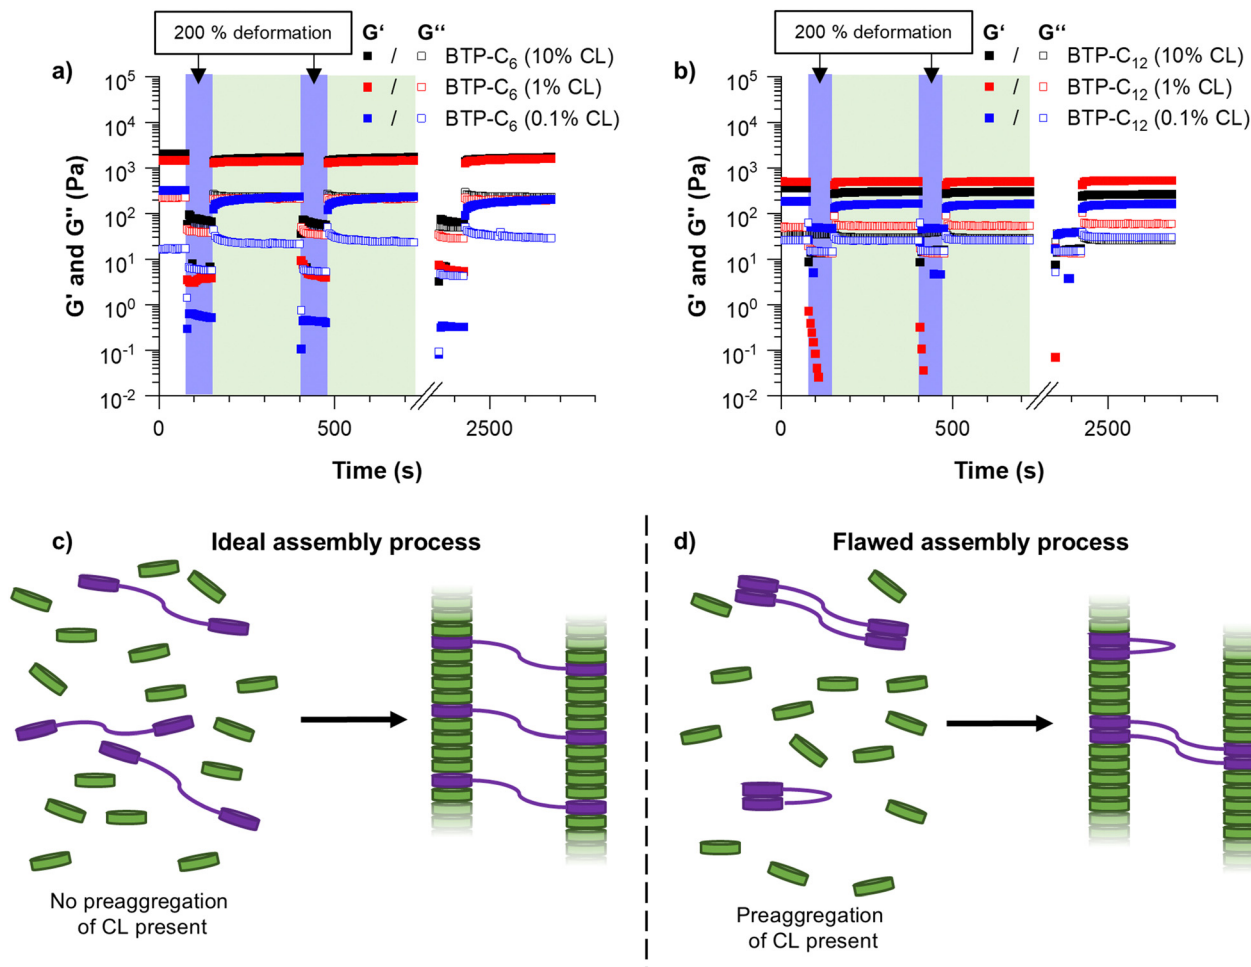 200 % deformation
G‘ G‘‘
a)
/ BTP-C6 (10% CL)
/ BTP-C6 (1% CL)
/ BTP-C6 (0.1% CL)
10^5
10^4
10^3
10^2
10^1
10^0
10^-1
10^-2
G' and G'' (Pa)
0 500 2500
Time (s)
200 % deformation
G‘ G‘‘
b)
/ BTP-C12 (10% CL)
/ BTP-C12 (1% CL)
/ BTP-C12 (0.1% CL)
10^5
10^4
10^3
10^2
10^1
10^0
10^-1
10^-2
G' and G'' (Pa)
0 500 2500
Time (s)
c) Ideal assembly process
No preaggregation
of CL present
d) Flawed assembly process
Preaggregation
of CL present